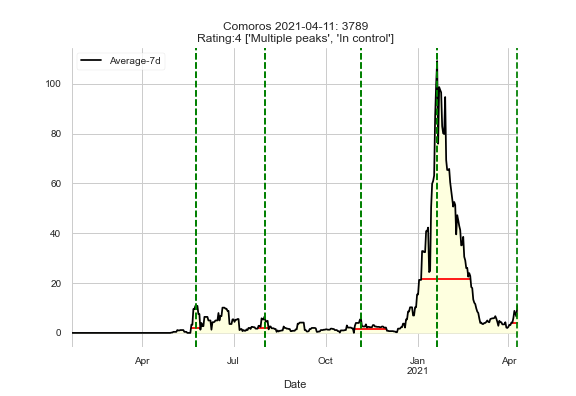 Comoros 2021-04-11: 3789
Rating:4 ['Multiple peaks', 'In control']
Average-7d
100
80
60
40
20
0
Apr
Jul
Oct
Jan
2021
Apr
Date